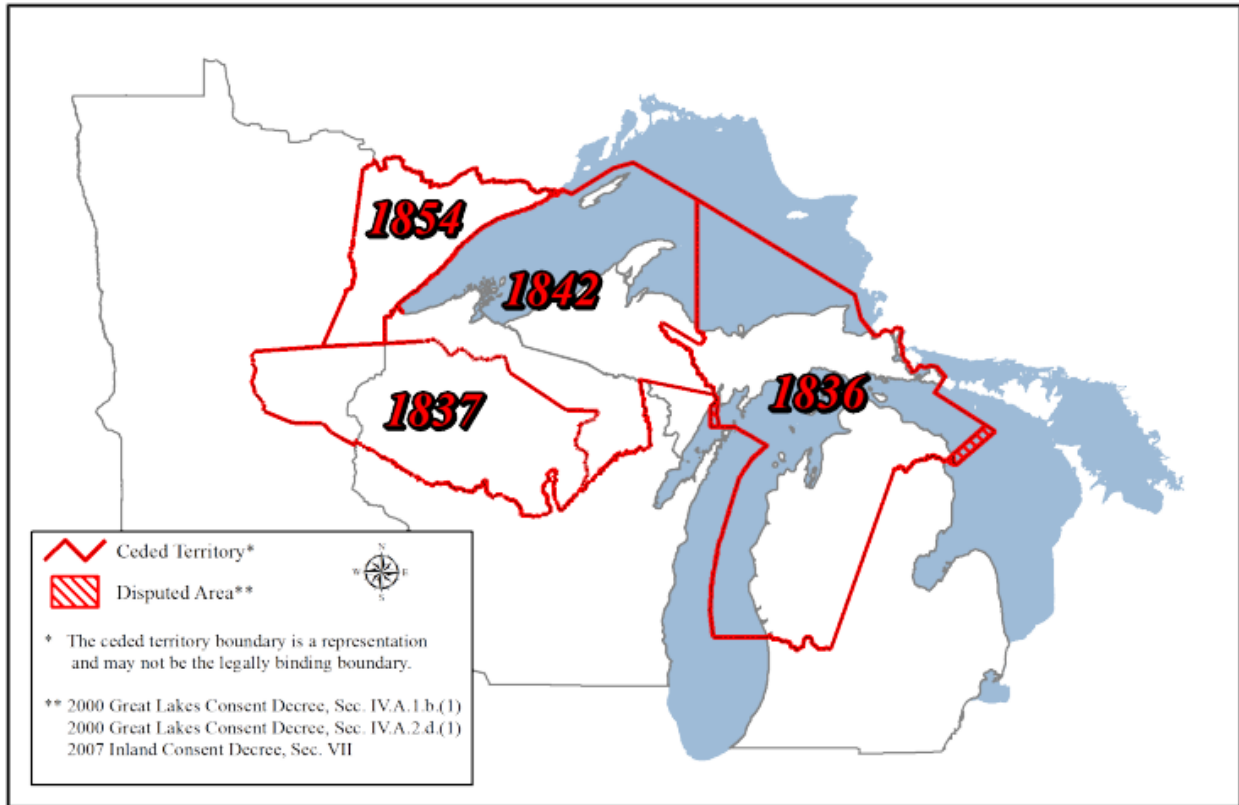 1854
1842
1836
1837
Ceded Territory*
Disputed Area**
N
W E
S
* The ceded territory boundary is a representation
and may not be the legally binding boundary.
** 2000 Great Lakes Consent Decree, Sec. IV.A.1.b.(1)
2000 Great Lakes Consent Decree, Sec. IV.A.2.d.(1)
2007 Inland Consent Decree, Sec. VII